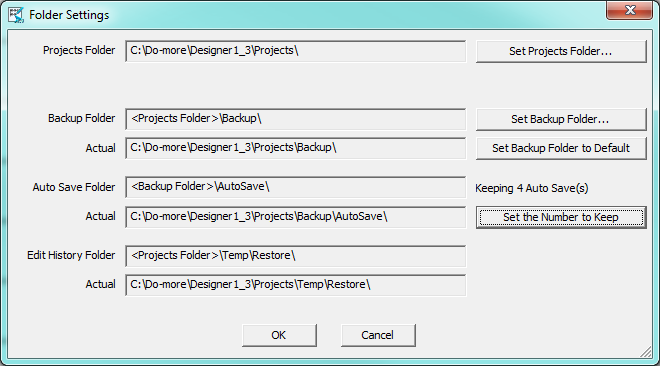 Folder Settings
Projects Folder C:\Do-more\Designer1_3\Projects\ Set Projects Folder...
Backup Folder <Projects Folder>\Backup\ Set Backup Folder...
Actual C:\Do-more\Designer1_3\Projects\Backup\ Set Backup Folder to Default
Auto Save Folder <Backup Folder>\AutoSave\ Keeping 4 Auto Save(s)
Actual C:\Do-more\Designer1_3\Projects\Backup\AutoSave\ Set the Number to Keep
Edit History Folder <Projects Folder>\Temp\Restore\
Actual C:\Do-more\Designer1_3\Projects\Temp\Restore\
OK Cancel